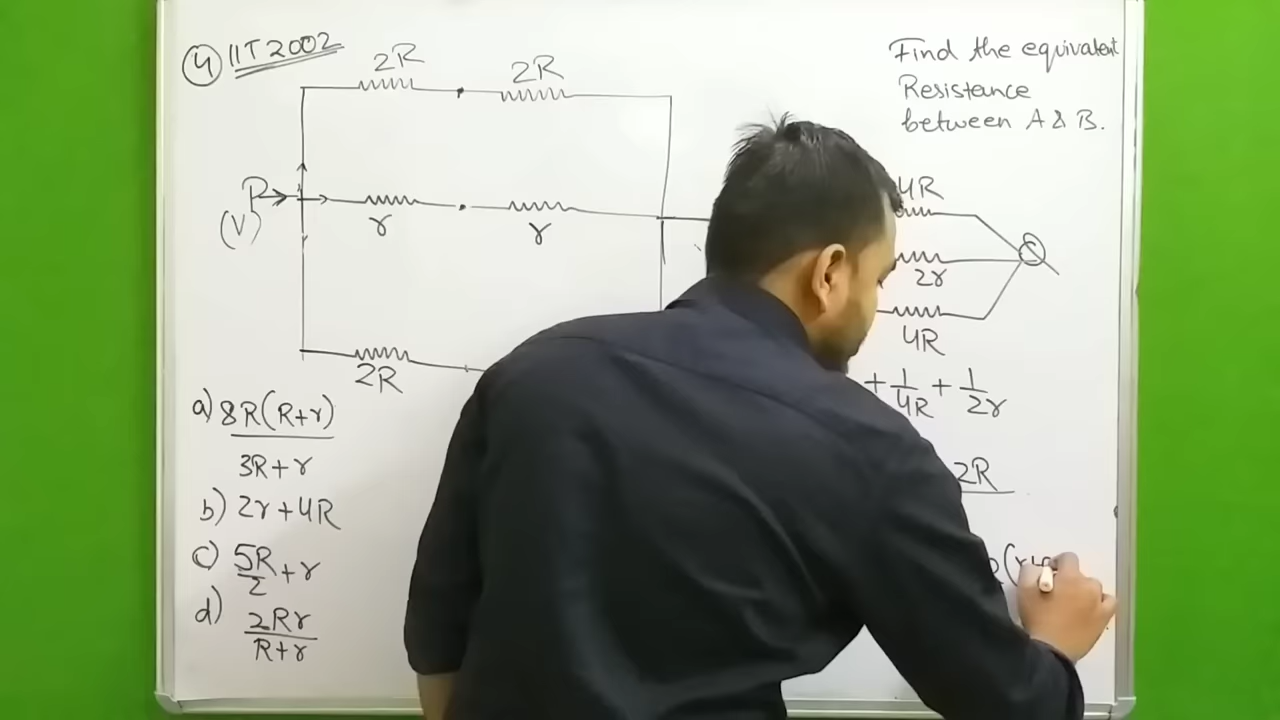 4 IIT 2002
2R 2R
P
(V)
r r
2R
a) 8R(R+r)
3R+r
b) 2r+4R
c) 5R/2 + r
d) 2Rr
R+r
Find the equivalent
Resistance
between A & B.
4R
2r
4R
+ 1/4R + 1/2r
2R